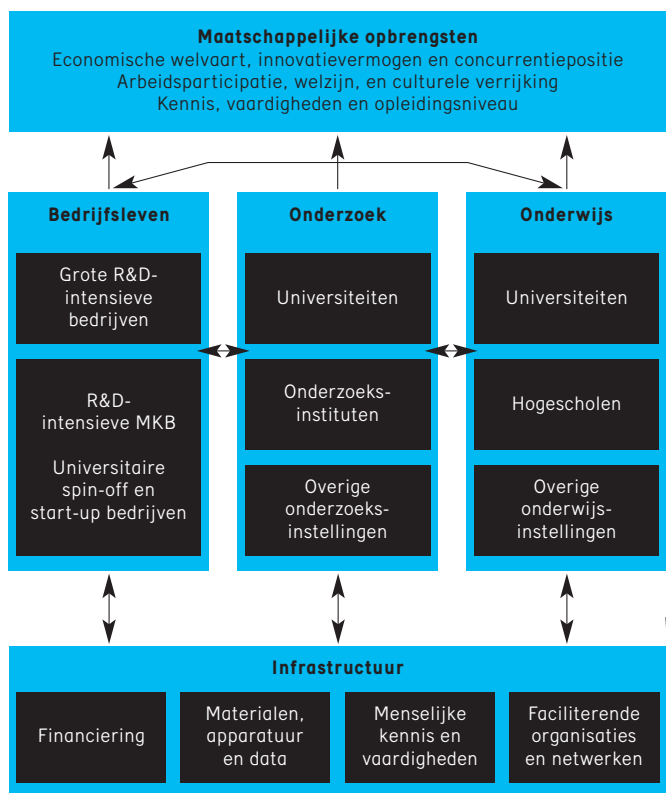 Maatschappelijke opbrengsten
Economische welvaart, innovatievermogen en concurrentiepositie
Arbeidsparticipatie, welzijn, en culturele verrijking
Kennis, vaardigheden en opleidingsniveau
Bedrijfsleven
Grote R&D-
intensieve
bedrijven
R&D-
intensieve MKB
Universitaire
spin-off en
start-up bedrijven
Onderzoek
Universiteiten
Onderzoeks-
instituten
Overige
onderzoeks-
instellingen
Onderwijs
Universiteiten
Hogescholen
Overige
onderwijs-
instellingen
Infrastructuur
Financiering
Materialen,
apparatuur
en data
Menselijke
kennis en
vaardigheden
Faciliterende
organisaties
en netwerken